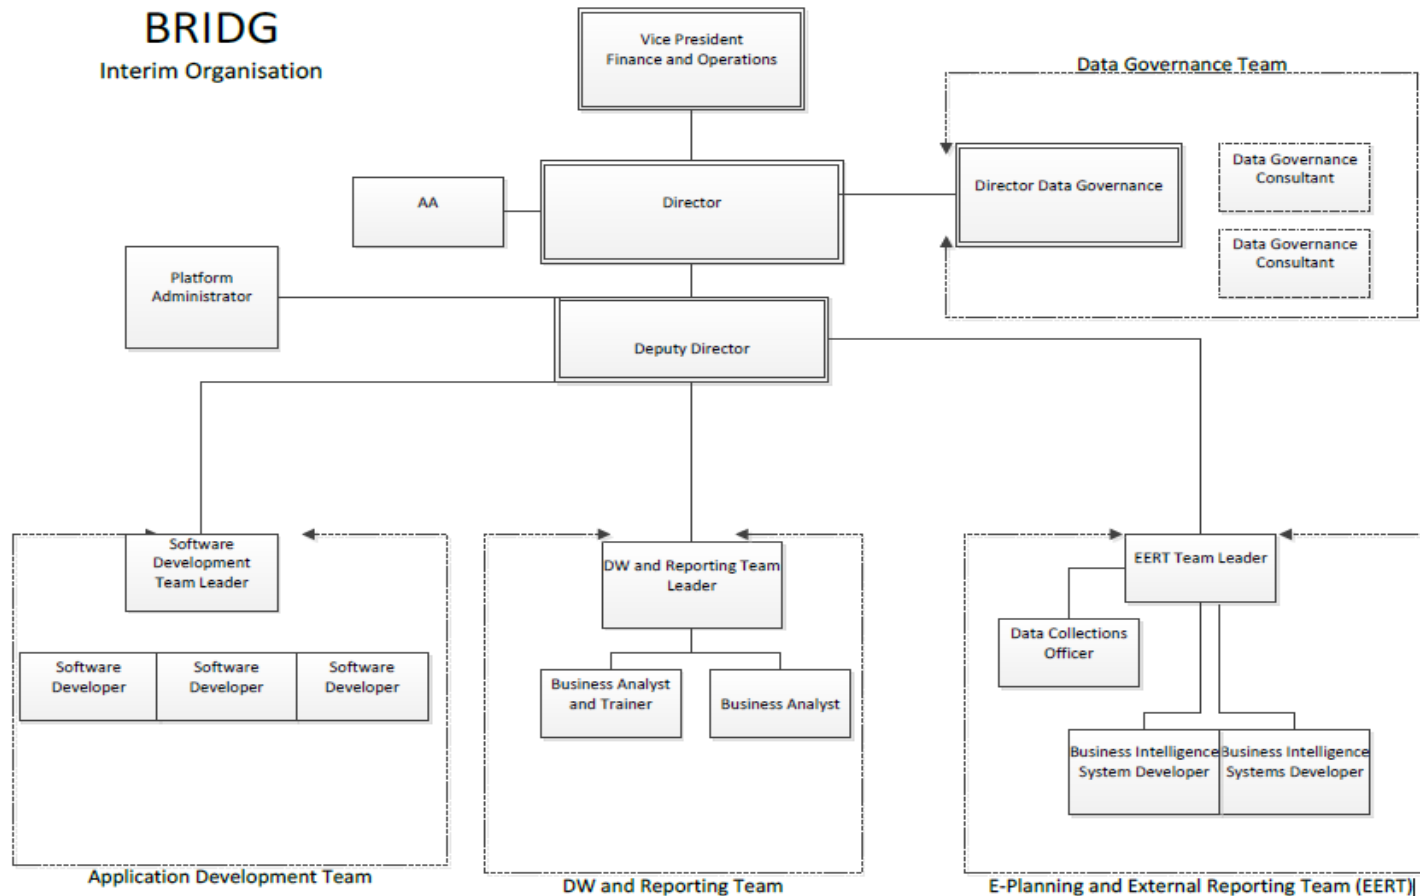 BRIDG
Interim Organisation
Vice President
Finance and Operations
Data Governance Team
AA
Director
Director Data Governance
Data Governance
Consultant
Data Governance
Consultant
Platform
Administrator
Deputy Director
Software
Development
Team Leader
DW and Reporting Team
Leader
EERT Team Leader
Data Collections
Officer
Software
Developer
Software
Developer
Software
Developer
Business Analyst
and Trainer
Business Analyst
Business Intelligence
System Developer
Business Intelligence
Systems Developer
Application Development Team
DW and Reporting Team
E-Planning and External Reporting Team (EERT)